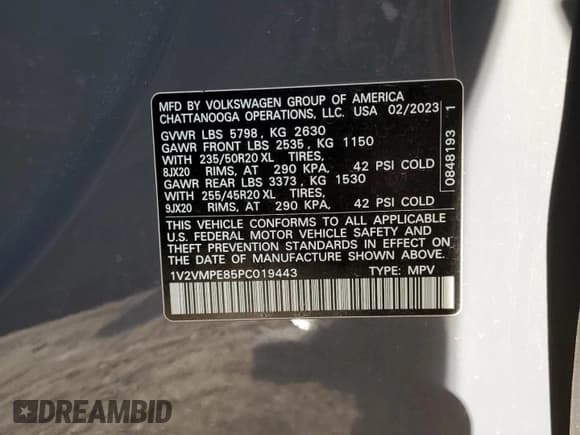 MFD BY VOLKSWAGEN GROUP OF AMERICA
CHATTANOOGA OPERATIONS, LLC. USA 02/2023
GVWR LBS 5798, KG 2630
GAWR FRONT LBS 2535, KG 1150
WITH 235/50R20 XL TIRES,
8JX20 RIMS, AT 290 KPA, 42 PSI COLD
GAWR REAR LBS 3373, KG 1530
WITH 255/45R20 XL TIRES,
9JX20 RIMS, AT 290 KPA, 42 PSI COLD
THIS VEHICLE CONFORMS TO ALL APPLICABLE
U.S. FEDERAL MOTOR VEHICLE SAFETY AND THEFT
PREVENTION STANDARDS IN EFFECT ON THE
DATE OF MANUFACTURE SHOWN ABOVE.
1V2VMPE85PC019443 TYPE: MPV
0848193 1
DREAMBID